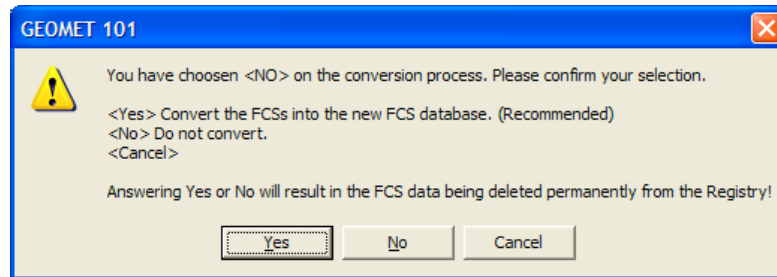 GEOMET 101
You have choosen <NO> on the conversion process. Please confirm your selection.
<Yes> Convert the FCSs into the new FCS database. (Recommended)
<No> Do not convert.
<Cancel>
Answering Yes or No will result in the FCS data being deleted permanently from the Registry!
Yes No Cancel